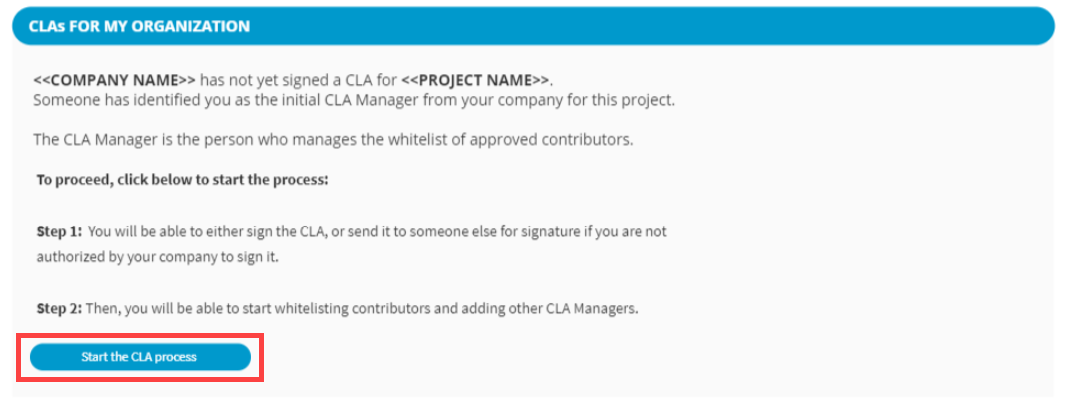 CLAs FOR MY ORGANIZATION
<<COMPANY NAME>> has not yet signed a CLA for <<PROJECT NAME>>.
Someone has identified you as the initial CLA Manager from your company for this project.
The CLA Manager is the person who manages the whitelist of approved contributors.
To proceed, click below to start the process:
Step 1: You will be able to either sign the CLA, or send it to someone else for signature if you are not
authorized by your company to sign it.
Step 2: Then, you will be able to start whitelisting contributors and adding other CLA Managers.
Start the CLA process